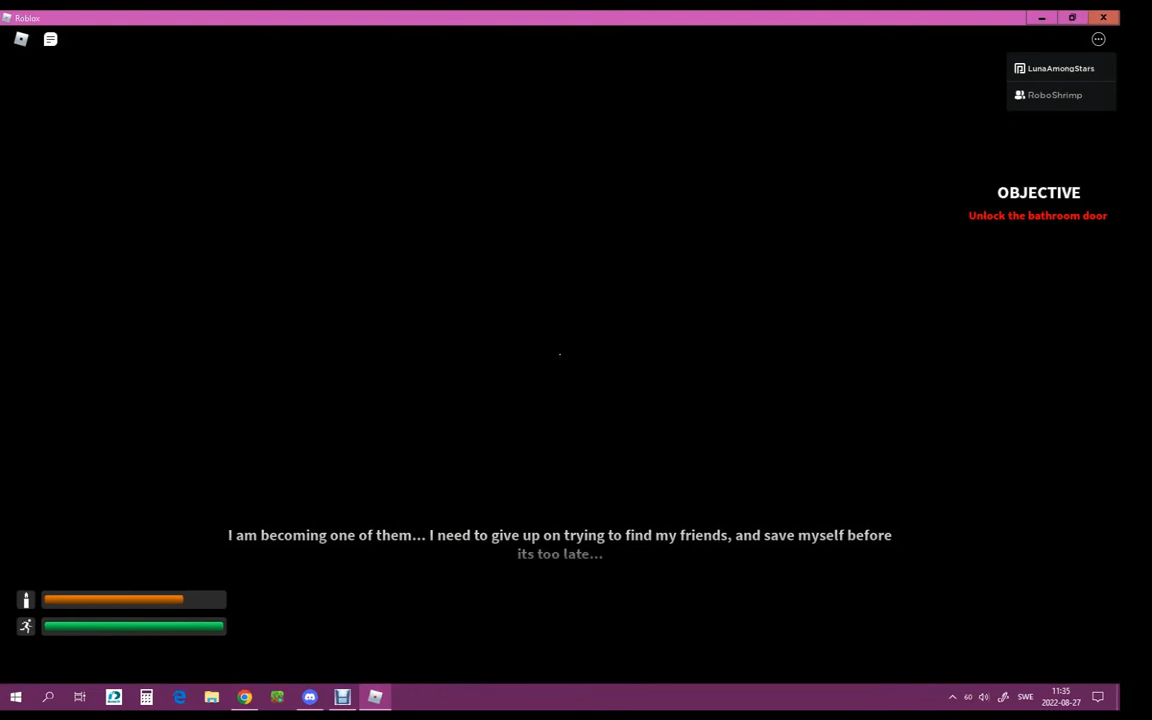 Roblox
LunaAmongStars
RoboShrimp
OBJECTIVE
Unlock the bathroom door
I am becoming one of them... I need to give up on trying to find my friends, and save myself before
its too late...
60
SWE
11:35
2022-08-27